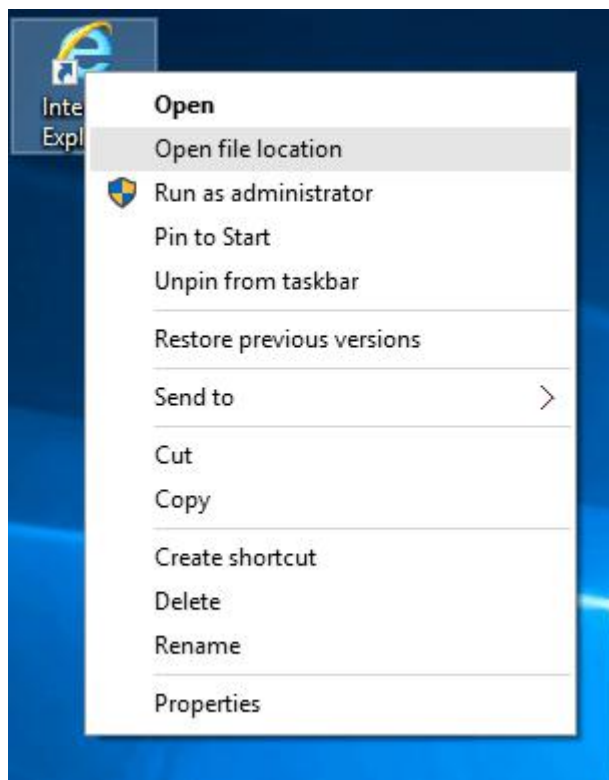 Inte
Expl
Open
Open file location
Run as administrator
Pin to Start
Unpin from taskbar
Restore previous versions
Send to
Cut
Copy
Create shortcut
Delete
Rename
Properties